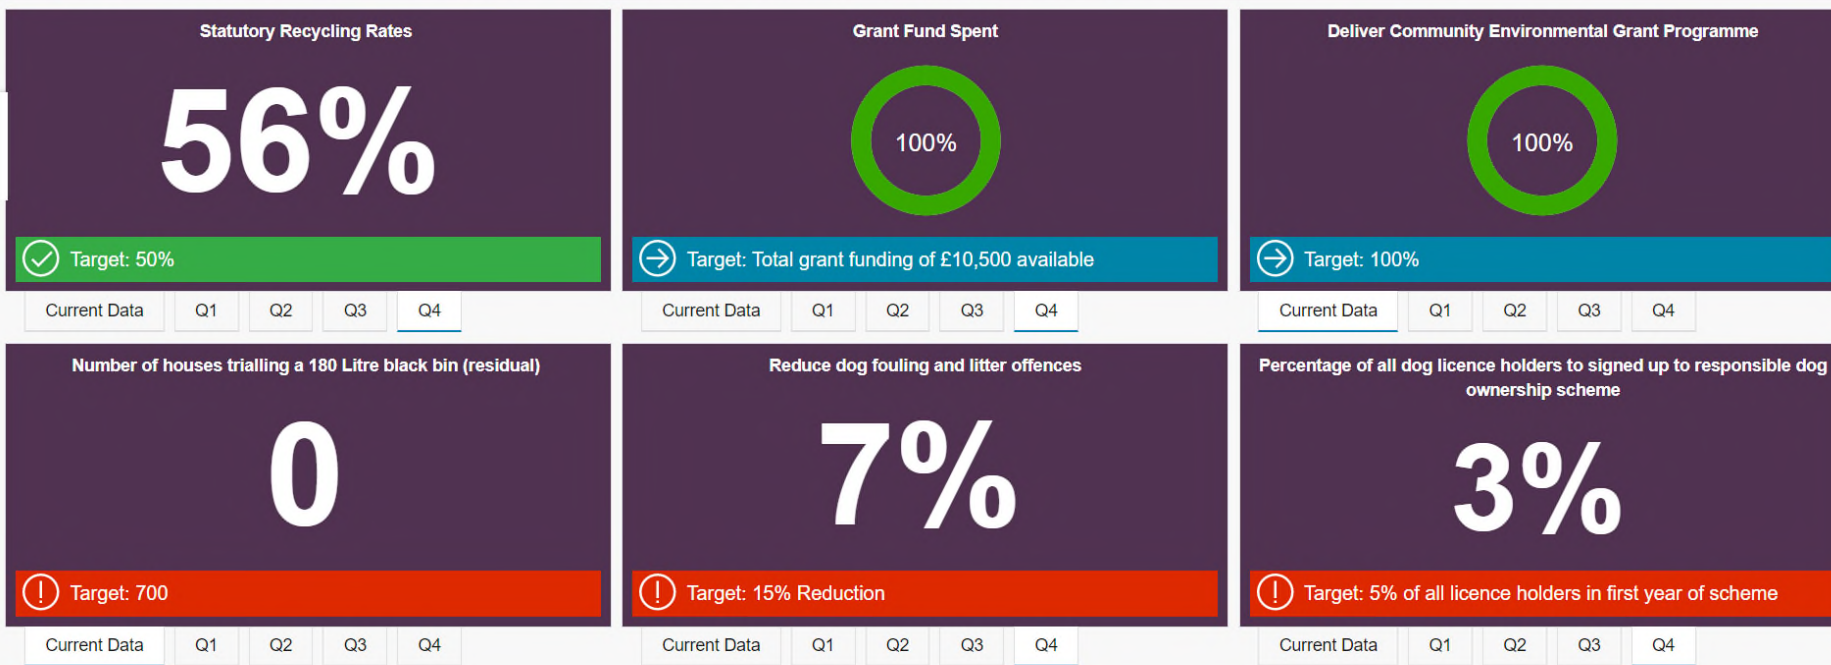 Statutory Recycling Rates
56%
Target: 50%
Current Data Q1 Q2 Q3 Q4
Grant Fund Spent
100%
Target: Total grant funding of £10,500 available
Current Data Q1 Q2 Q3 Q4
Deliver Community Environmental Grant Programme
100%
Target: 100%
Current Data Q1 Q2 Q3 Q4
Number of houses trialling a 180 Litre black bin (residual)
0
Target: 700
Current Data Q1 Q2 Q3 Q4
Reduce dog fouling and litter offences
7%
Target: 15% Reduction
Current Data Q1 Q2 Q3 Q4
Percentage of all dog licence holders to signed up to responsible dog
ownership scheme
3%
Target: 5% of all licence holders in first year of scheme
Current Data Q1 Q2 Q3 Q4